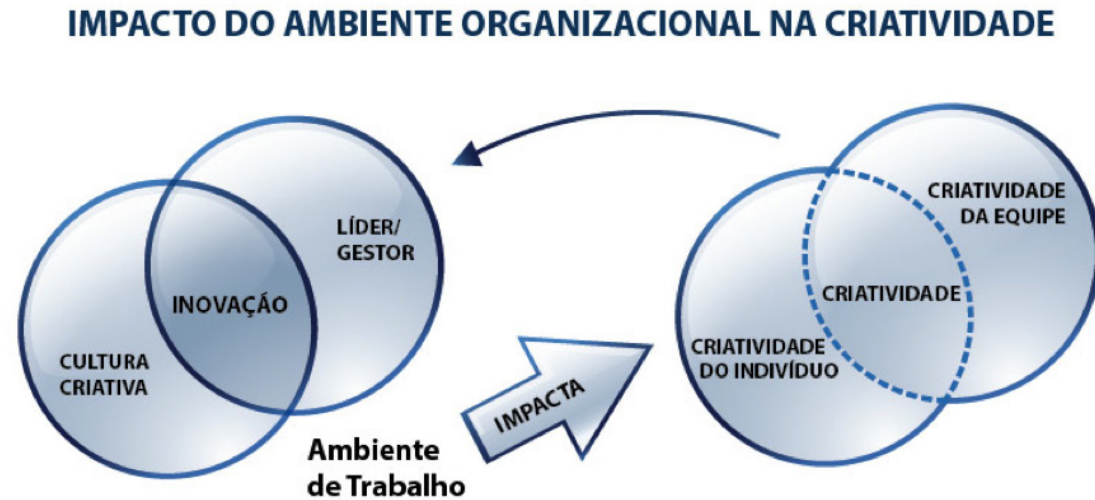 IMPACTO DO AMBIENTE ORGANIZACIONAL NA CRIATIVIDADE
LÍDER/
GESTOR
INOVAÇÃO
CULTURA
CRIATIVA
Ambiente
de Trabalho
IMPACTA
CRIATIVIDADE
DA EQUIPE
CRIATIVIDADE
CRIATIVIDADE
DO INDIVÍDUO